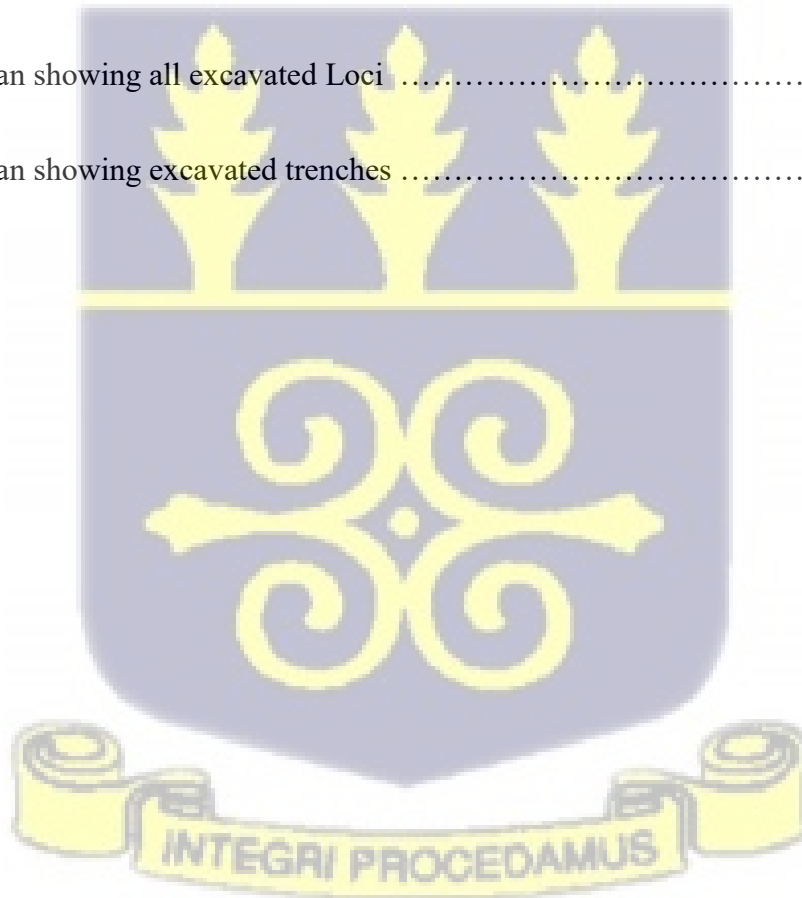 an showing all excavated Loci ……………………………………
an showing excavated trenches ……………………………………
INTEGRI PROCEDAMUS